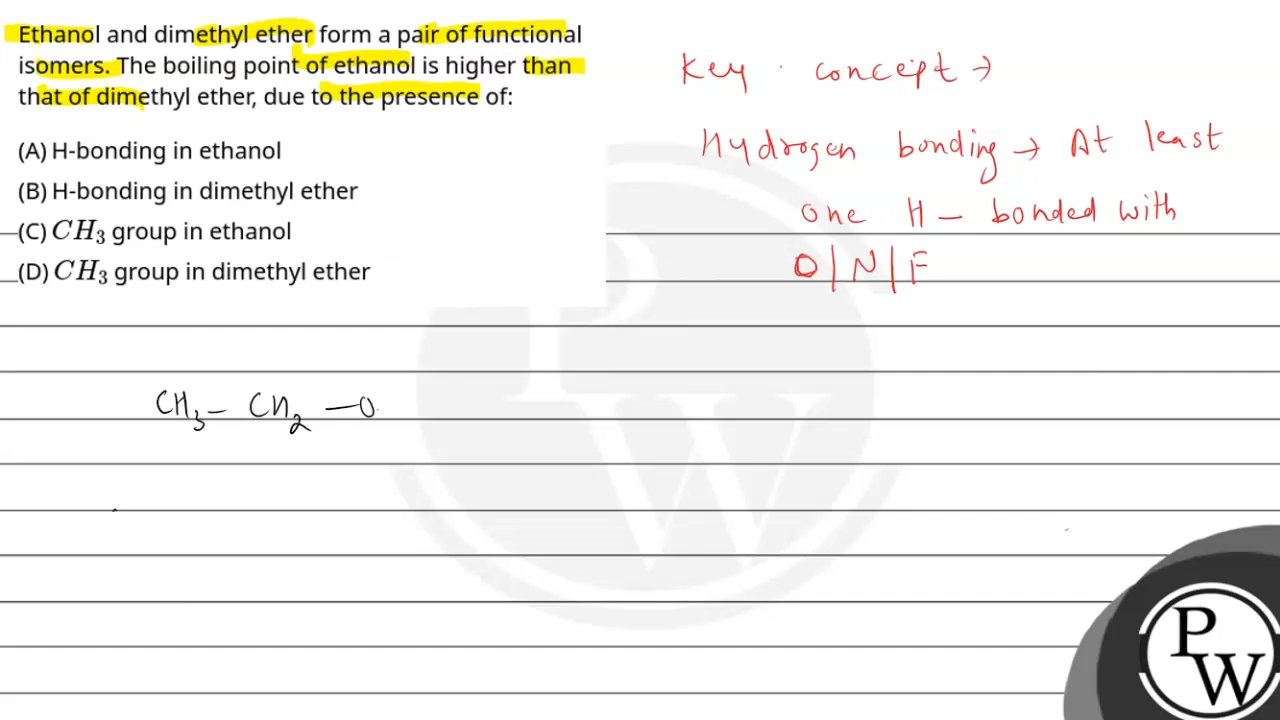 Ethanol and dimethyl ether form a pair of functional
isomers. The boiling point of ethanol is higher than
that of dimethyl ether, due to the presence of:
(A) H-bonding in ethanol
(B) H-bonding in dimethyl ether
(C) CH₃ group in ethanol
(D) CH₃ group in dimethyl ether
Key concept →
Hydrogen bonding → At least
one H - bonded with
O|N|F
CH₃ - CH₂ - O
PW
PW